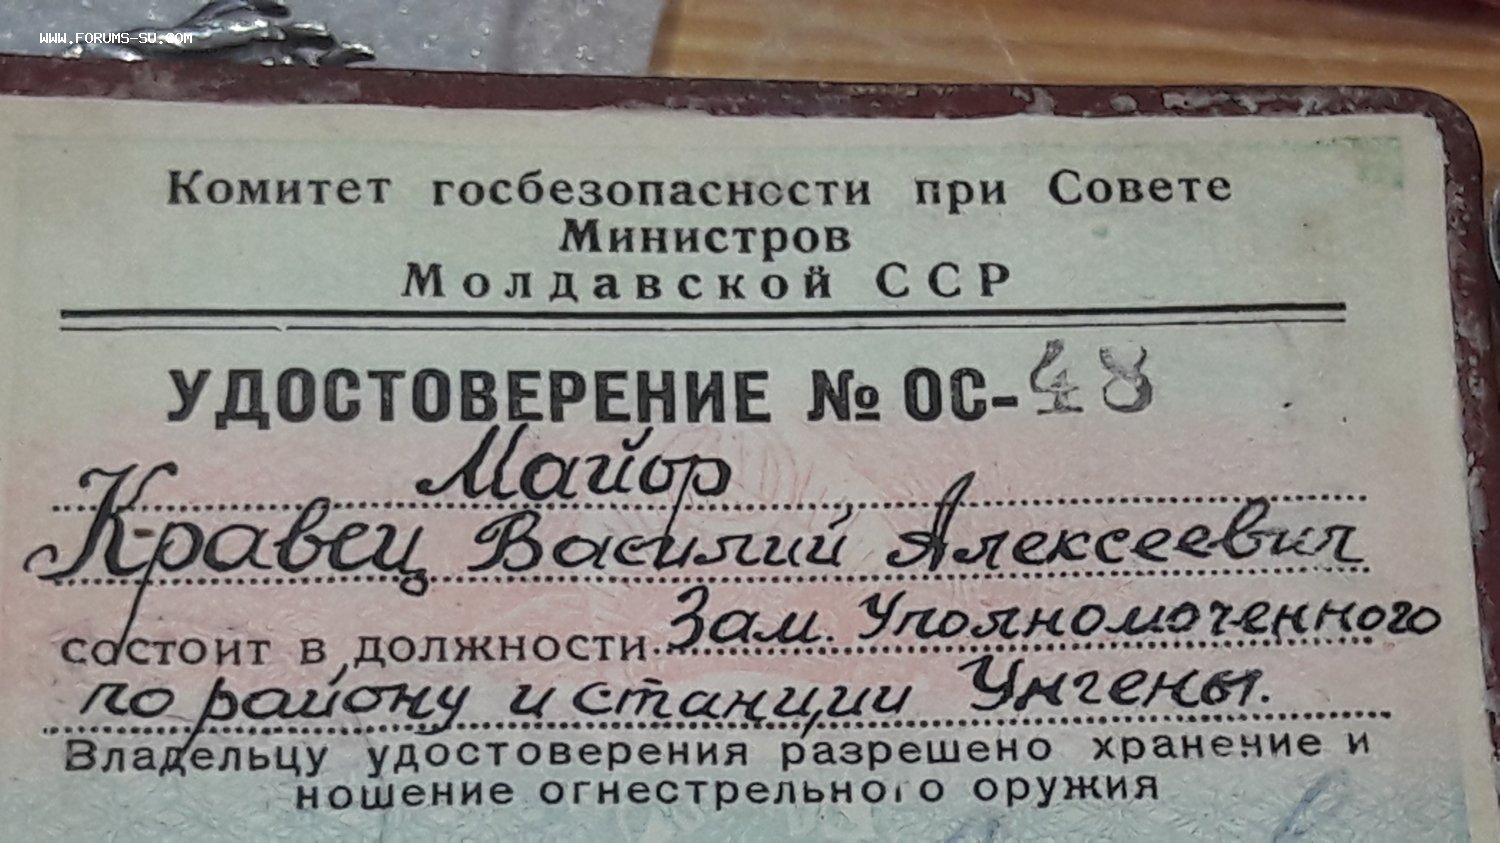 WWW.FORUMS-SU.COM
Комитет госбезопасности при Совете
Министров
Молдавской ССР
УДОСТОВЕРЕНИЕ № ОС-48
Майор
Кравец Василий Алексеевич
состоит в должности Зам. Уполномоченного
по району и станции Унгены.
Владельцу удостоверения разрешено хранение и
ношение огнестрельного оружия